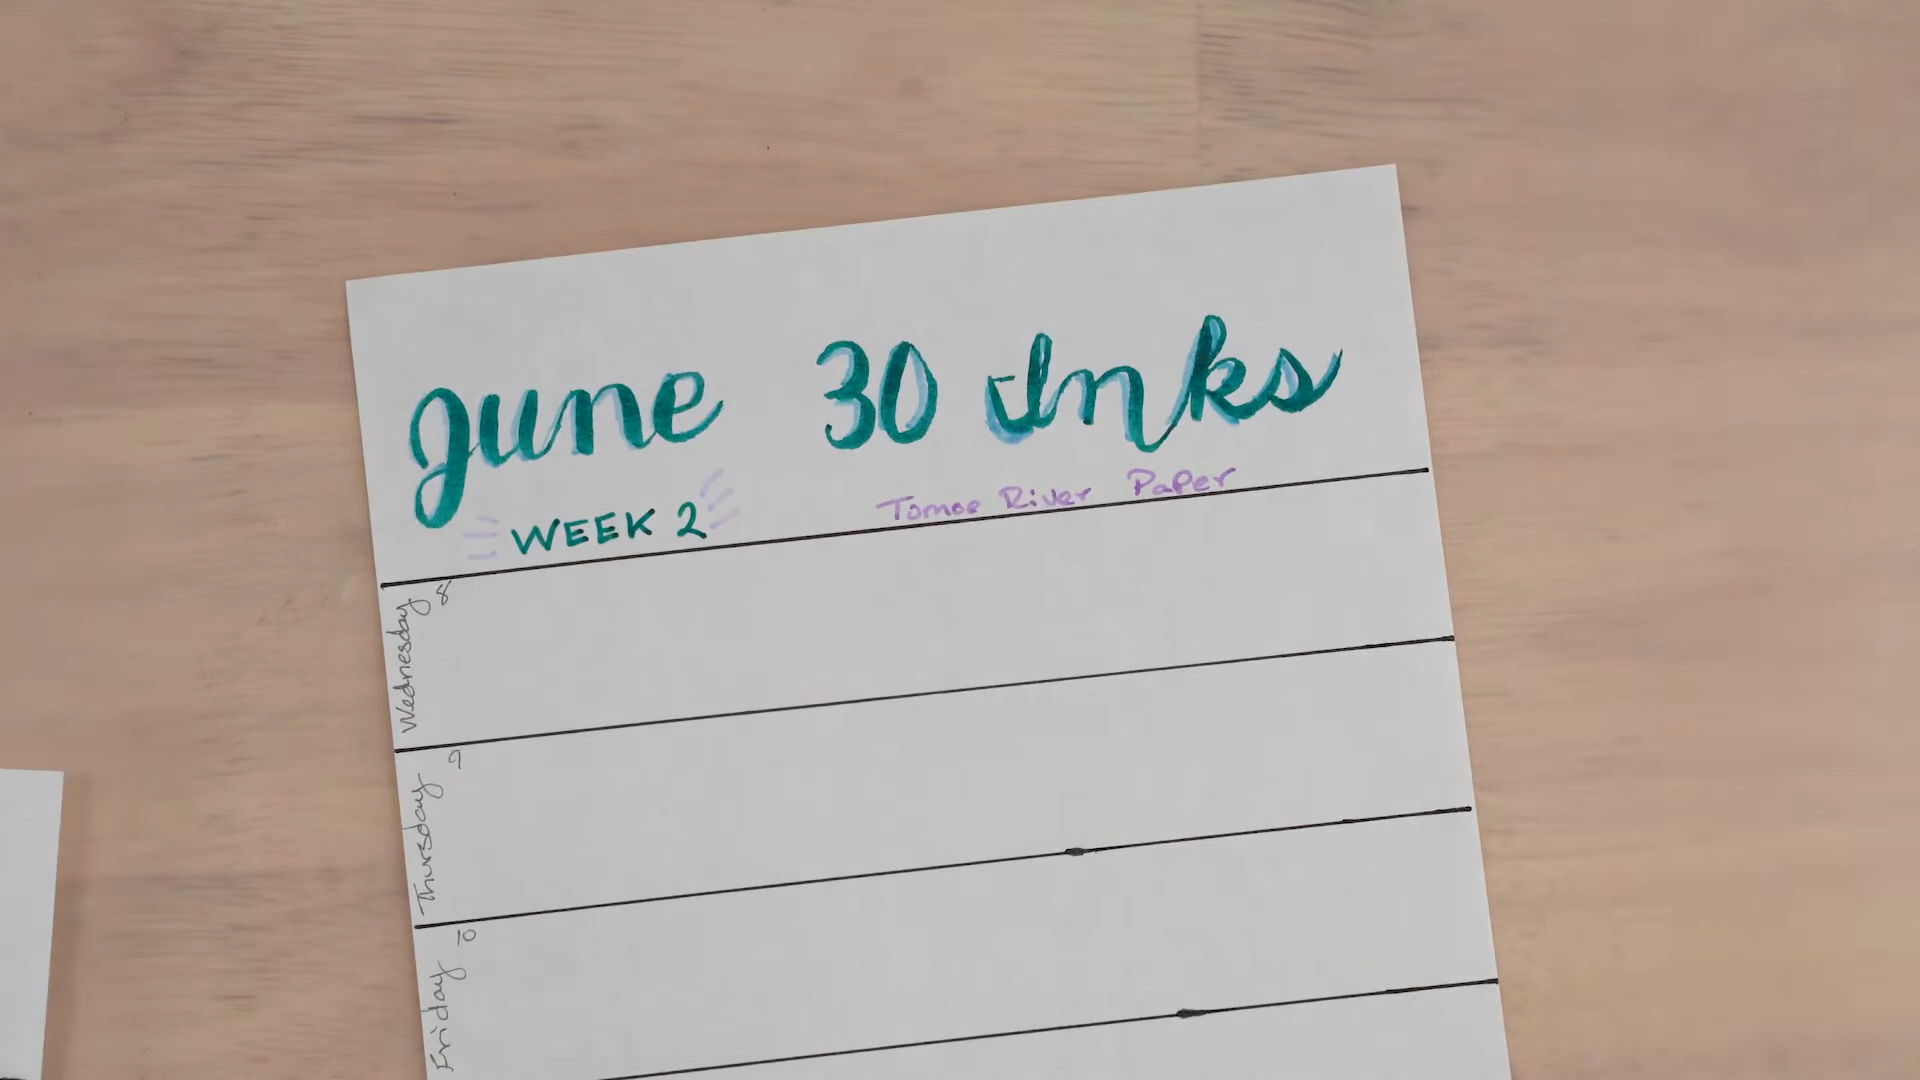 June 30 Inks
WEEK 2 Tomoe River Paper
Wednesday 8
Thursday 9
Friday 10